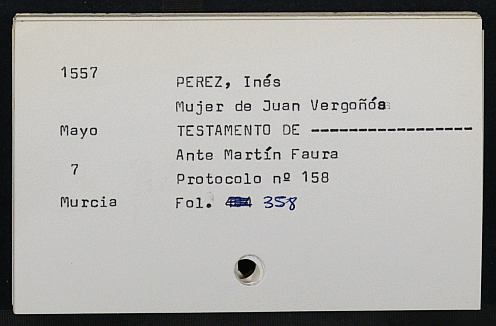 1557
PEREZ, Inés
Mujer de Juan Vergoñós
Mayo TESTAMENTO DE -----------------
Ante Martín Faura
7
Protocolo nº 158
Murcia Fol. 358